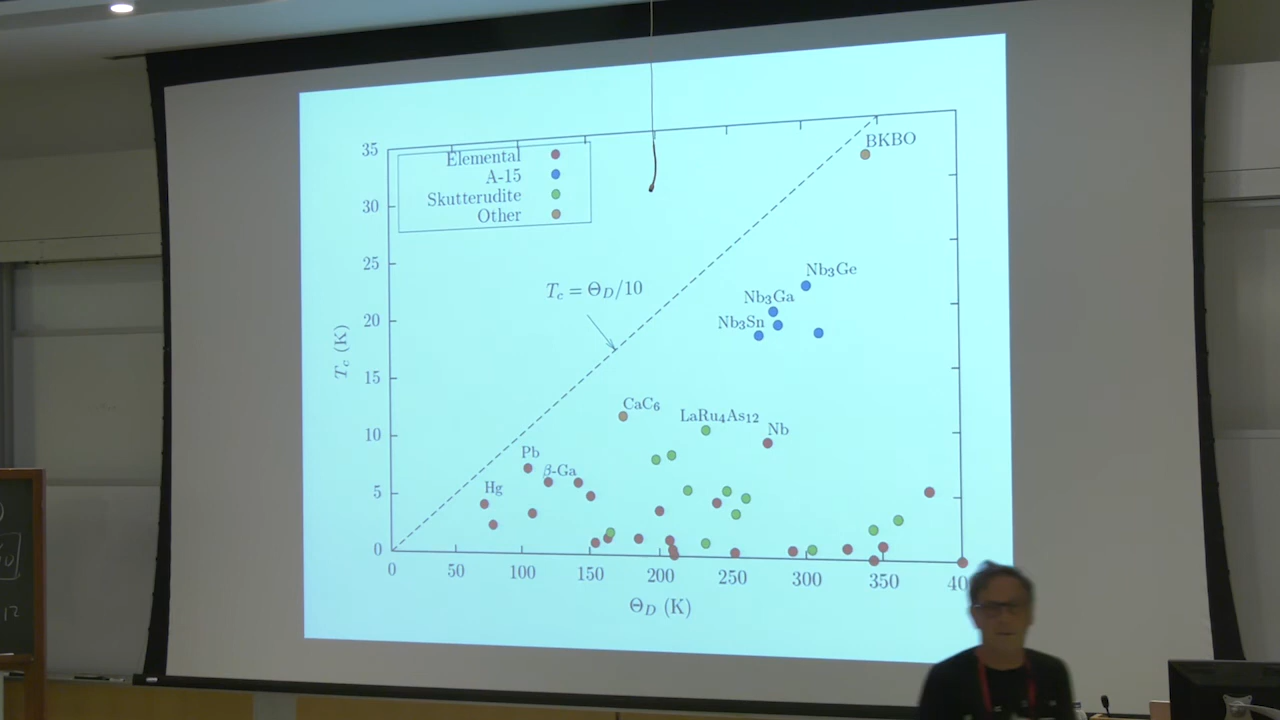 35
30
25
20
15
10
5
0
T_c (K)
Elemental
A-15
Skutterudite
Other
T_c = Θ_D/10
BKBO
Nb₃Ge
Nb₃Ga
Nb₃Sn
CaC₆
LaRu₄As₁₂
Nb
Pb
β-Ga
Hg
0 50 100 150 200 250 300 350 40
Θ_D (K)
12